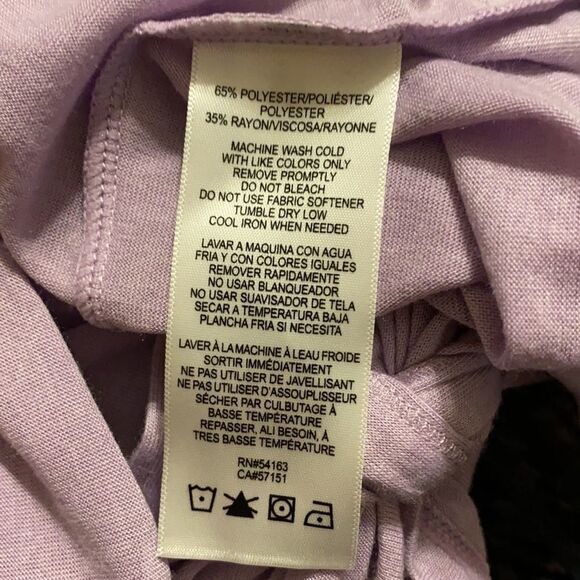 65% POLYESTER/POLIÉSTER/
POLYESTER
35% RAYON/VISCOSA/RAYONNE
MACHINE WASH COLD
WITH LIKE COLORS ONLY
REMOVE PROMPTLY
DO NOT BLEACH
DO NOT USE FABRIC SOFTENER
TUMBLE DRY LOW
COOL IRON WHEN NEEDED
LAVAR A MAQUINA CON AGUA
FRIA Y CON COLORES IGUALES
REMOVER RAPIDAMENTE
NO USAR BLANQUEADOR
NO USAR SUAVISADOR DE TELA
SECAR A TEMPERATURA BAJA
PLANCHA FRIA SI NECESITA
LAVER À LA MACHINE À LEAU FROIDE
SORTIR IMMÉDIATEMENT
NE PAS UTILISER DE JAVELLISANT
NE PAS UTILISER D'ASSOUPLISSEUR
SÉCHER PAR CULBUTAGE À
BASSE TEMPÉRATURE
REPASSER, ALI BESOIN, À
TRES BASSE TEMPÉRATURE
RN#54163
CA#57151